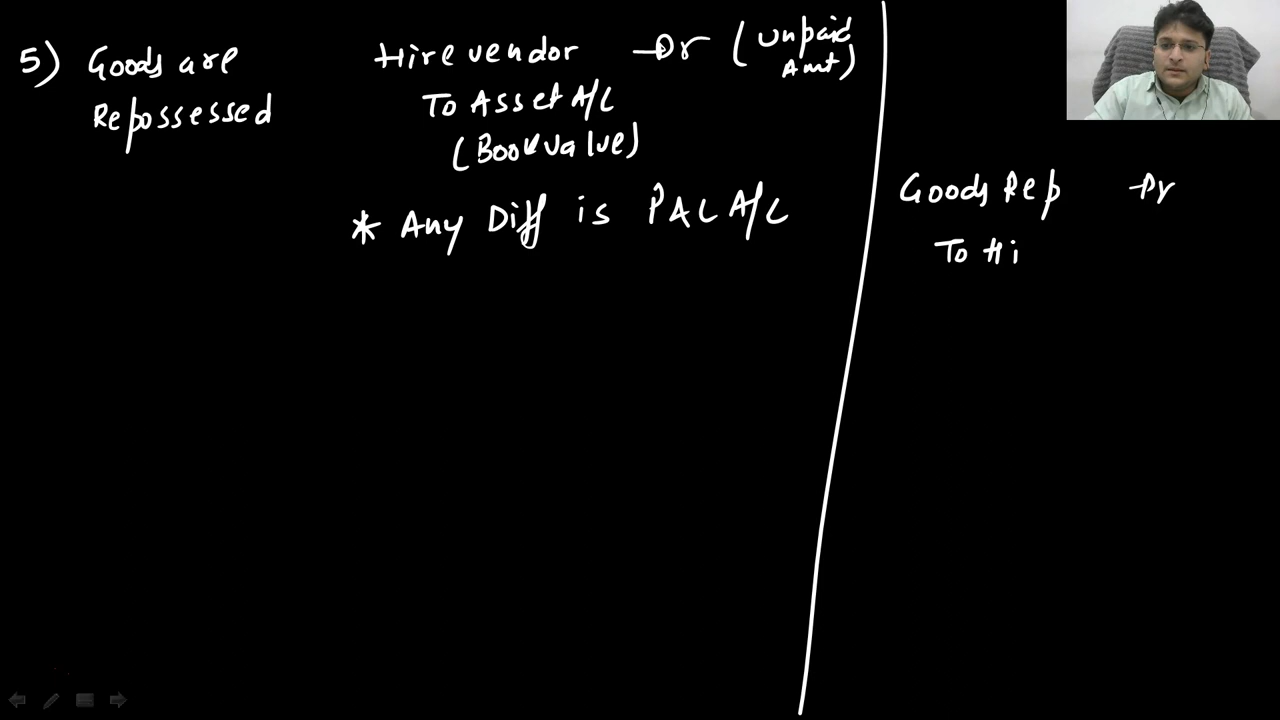 5) Goods are
Repossessed
Hire vendor Dr (Unpaid
Amt)
To Asset A/C
(Book value)
* Any Diff is P&L A/C
Goods Rep Dr
To Hi